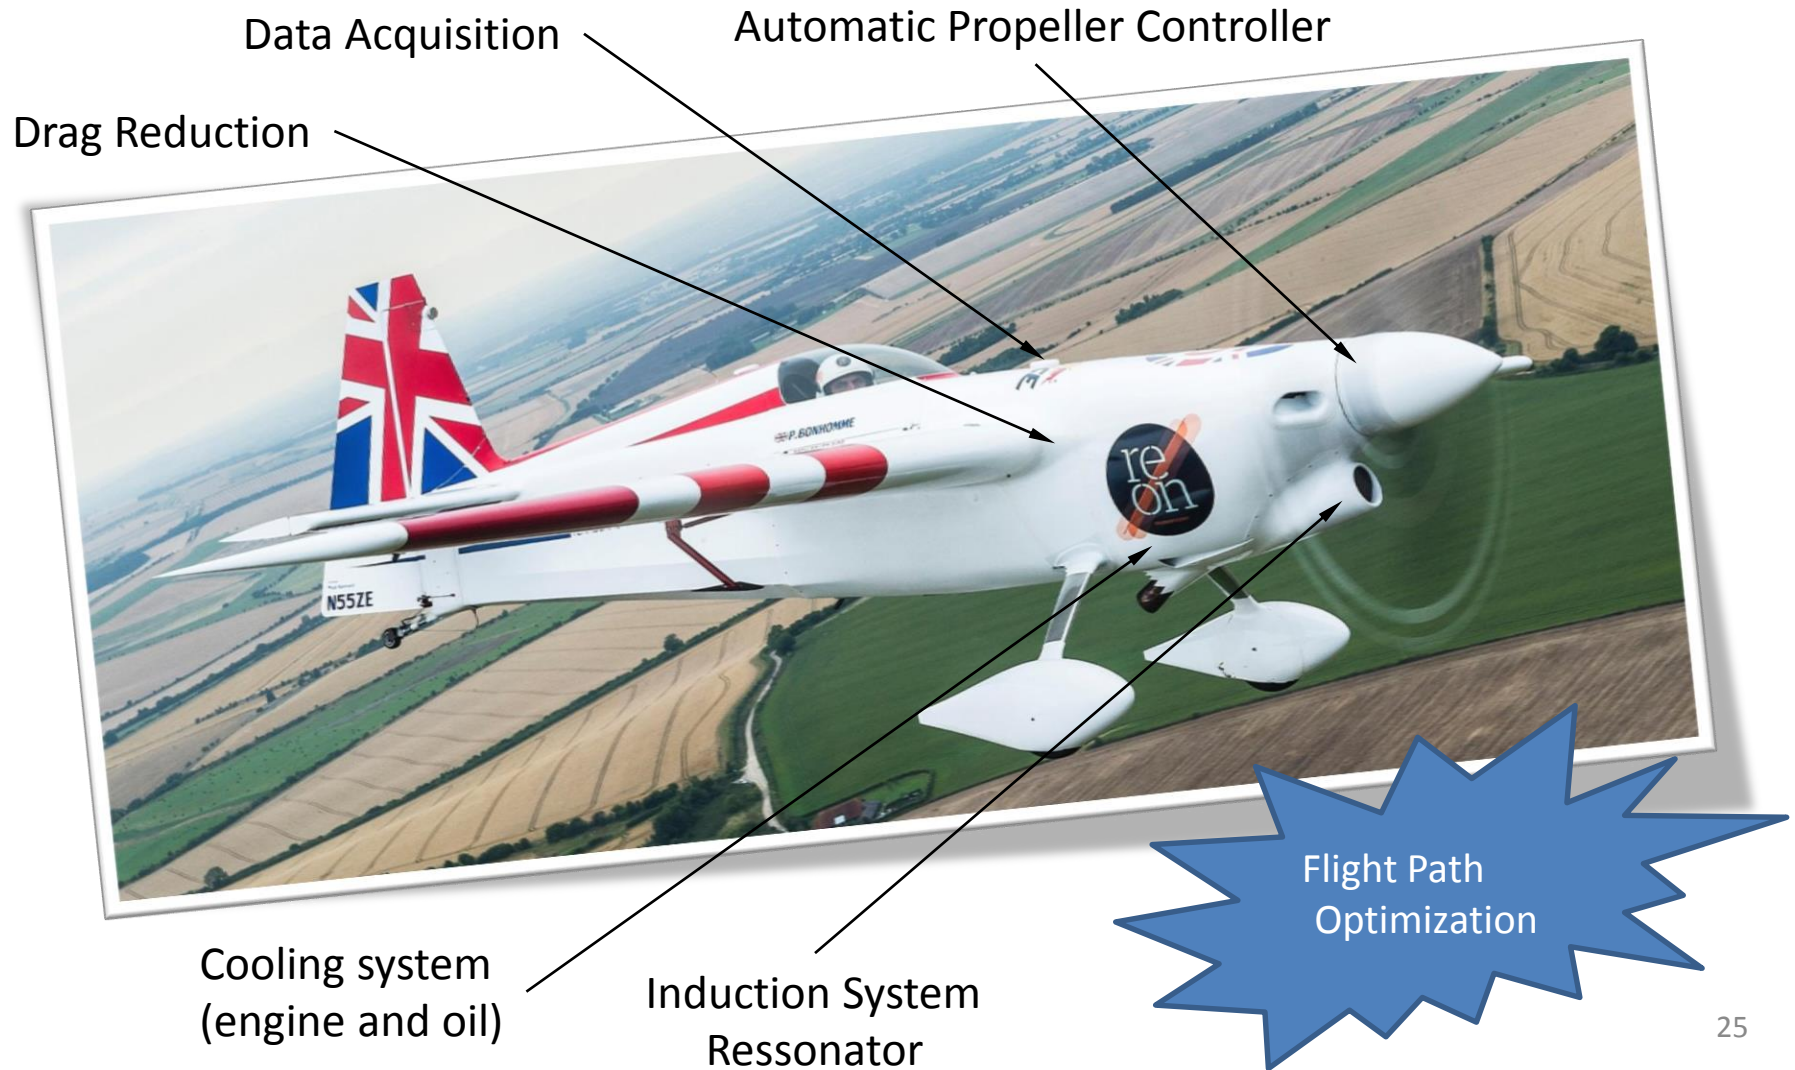 Data Acquisition
Automatic Propeller Controller
Drag Reduction
P. BONHOMME
re
on
N55ZE
Flight Path
Optimization
Cooling system
(engine and oil)
Induction System
Ressonator
25